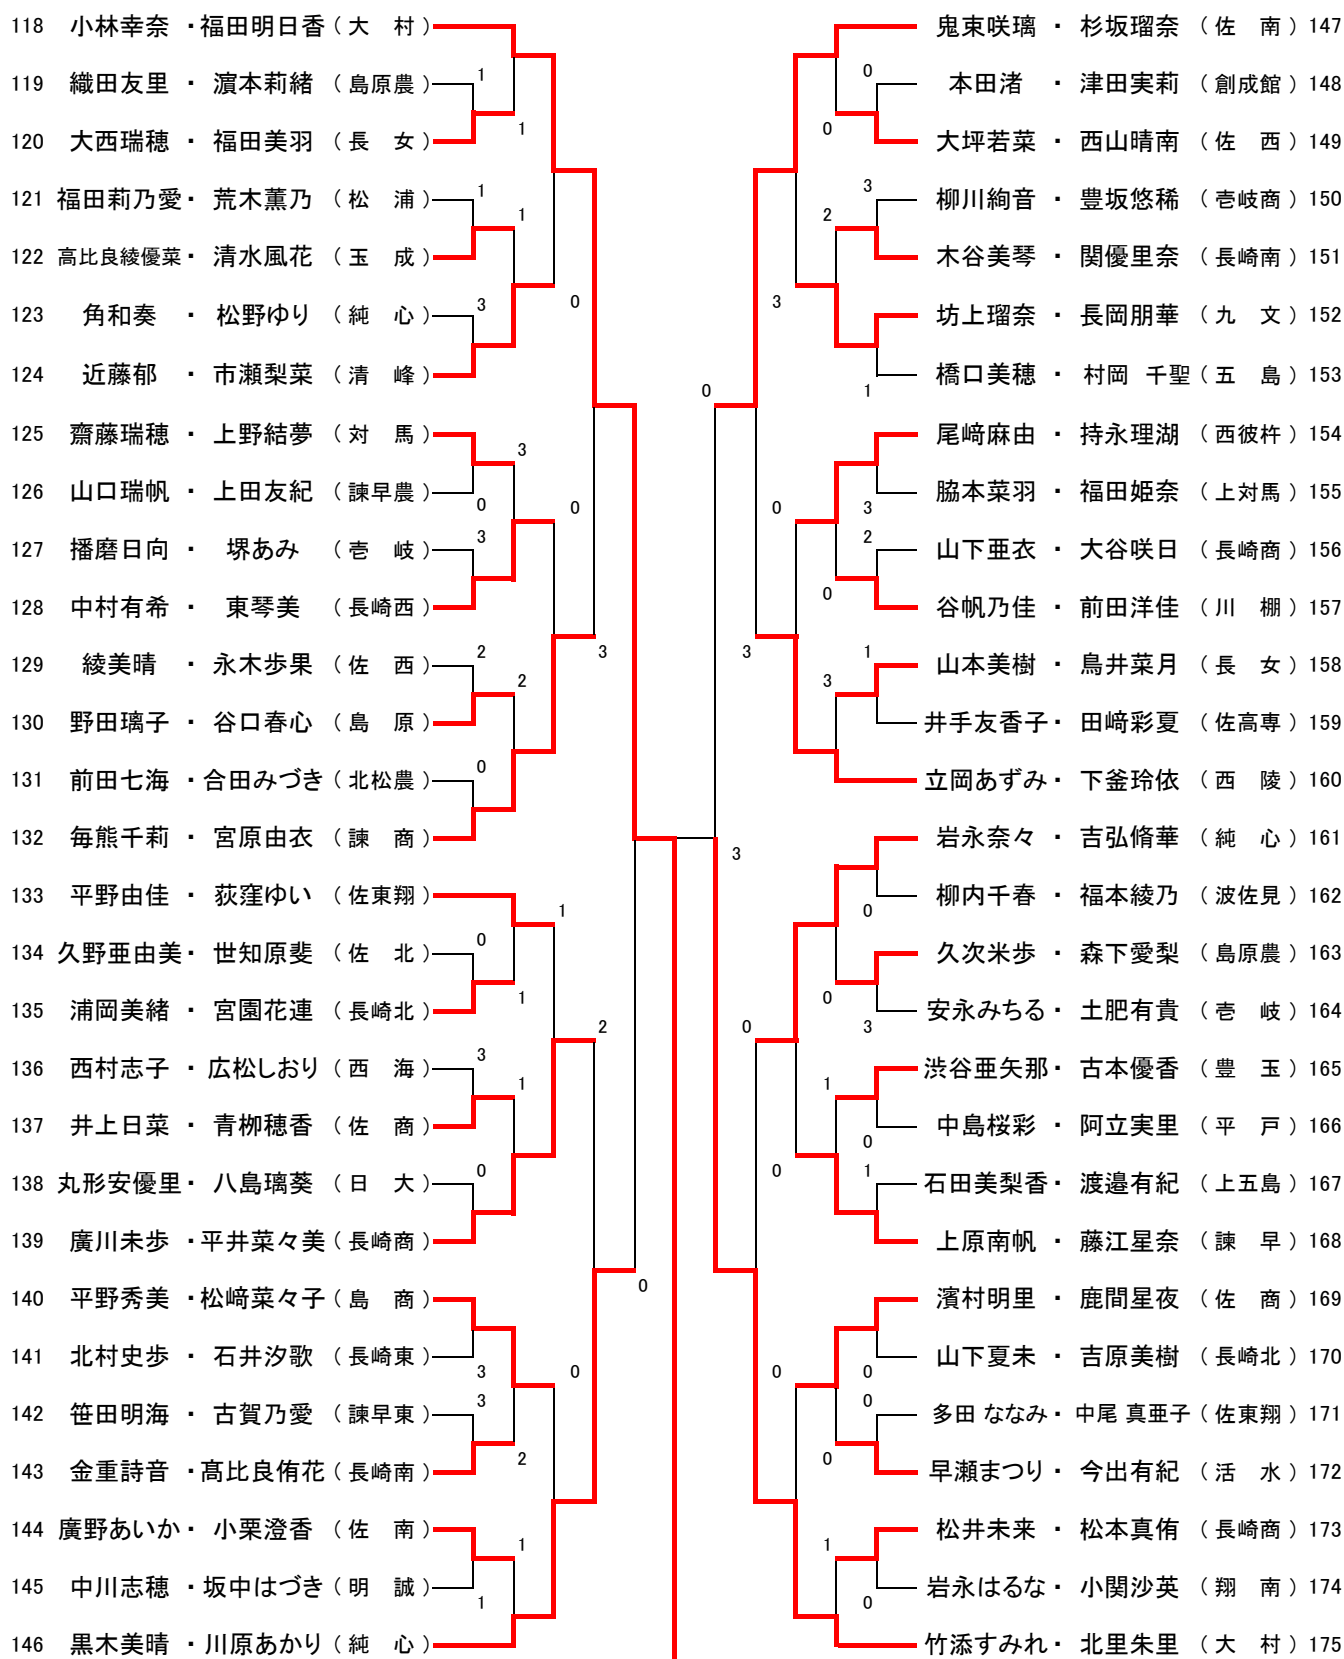 118 小林幸奈 ・福田明日香 ( 大　村 )
119 織田友里 ・ 濵本莉緒 ( 島原農 )
1
120 大西瑞穂 ・ 福田美羽 ( 長　女 )
1
121 福田莉乃愛・ 荒木薫乃 ( 松　浦 )
1
1
122 高比良綾優菜・ 清水風花 ( 玉　成 )
0
123 角和奏 ・ 松野ゆり ( 純　心 )
3
124 近藤郁 ・ 市瀬梨菜 ( 清　峰 )
125 齋藤瑞穂 ・ 上野結夢 ( 対　馬 )
3
126 山口瑞帆 ・ 上田友紀 ( 諫早農 )
0
0
127 播磨日向 ・ 堺あみ ( 壱　岐 )
3
128 中村有希 ・ 東琴美 ( 長崎西 )
3
129 綾美晴 ・ 永木歩果 ( 佐　西 )
2
2
130 野田璃子 ・ 谷口春心 ( 島　原 )
131 前田七海 ・合田みづき ( 北松農 )
0
132 毎熊千莉 ・ 宮原由衣 ( 諫　商 )
133 平野由佳 ・ 荻窪ゆい ( 佐東翔 )
1
134 久野亜由美・ 世知原斐 ( 佐　北 )
0
135 浦岡美緒 ・ 宮園花連 ( 長崎北 )
1
2
136 西村志子 ・広松しおり ( 西　海 )
3
1
137 井上日菜 ・ 青栁穂香 ( 佐　商 )
138 丸形安優里・ 八島璃葵 ( 日　大 )
0
139 廣川未歩 ・平井菜々美 ( 長崎商 )
0
140 平野秀美 ・松﨑菜々子 ( 島　商 )
141 北村史歩 ・ 石井汐歌 ( 長崎東 )
3
0
142 笹田明海 ・ 古賀乃愛 ( 諫早東 )
3
143 金重詩音 ・髙比良侑花 ( 長崎南 )
2
144 廣野あいか・ 小栗澄香 ( 佐　南 )
1
145 中川志穂 ・坂中はづき ( 明　誠 )
1
146 黒木美晴 ・川原あかり ( 純　心 )
鬼束咲璃 ・ 杉坂瑠奈 ( 佐　南 ) 147
0
本田渚 ・ 津田実莉 ( 創成館 ) 148
0
大坪若菜 ・ 西山晴南 ( 佐　西 ) 149
3
柳川絢音 ・ 豊坂悠稀 ( 壱岐商 ) 150
2
木谷美琴 ・ 関優里奈 ( 長崎南 ) 151
3
坊上瑠奈 ・ 長岡朋華 ( 九　文 ) 152
橋口美穂 ・ 村岡 千聖 ( 五　島 ) 153
0
1
尾﨑麻由 ・ 持永理湖 ( 西彼杵 ) 154
脇本菜羽 ・ 福田姫奈 ( 上対馬 ) 155
0
3
山下亜衣 ・ 大谷咲日 ( 長崎商 ) 156
2
谷帆乃佳 ・ 前田洋佳 ( 川　棚 ) 157
0
山本美樹 ・ 鳥井菜月 ( 長　女 ) 158
3
3
1
井手友香子・ 田﨑彩夏 ( 佐高専 ) 159
立岡あずみ・ 下釜玲依 ( 西　陵 ) 160
岩永奈々 ・ 吉弘脩華 ( 純　心 ) 161
3
柳内千春 ・ 福本綾乃 ( 波佐見 ) 162
0
久次米歩 ・ 森下愛梨 ( 島原農 ) 163
0
安永みちる・ 土肥有貴 ( 壱　岐 ) 164
0
3
渋谷亜矢那・ 古本優香 ( 豊　玉 ) 165
1
中島桜彩 ・ 阿立実里 ( 平　戸 ) 166
0
石田美梨香・ 渡邉有紀 ( 上五島 ) 167
0
1
上原南帆 ・ 藤江星奈 ( 諫　早 ) 168
濱村明里 ・ 鹿間星夜 ( 佐　商 ) 169
山下夏未 ・ 吉原美樹 ( 長崎北 ) 170
0
0
多田 ななみ・ 中尾 真亜子 ( 佐東翔 ) 171
0
早瀬まつり・ 今出有紀 ( 活　水 ) 172
0
松井未来 ・ 松本真侑 ( 長崎商 ) 173
1
岩永はるな・ 小関沙英 ( 翔　南 ) 174
0
竹添すみれ・ 北里朱里 ( 大　村 ) 175